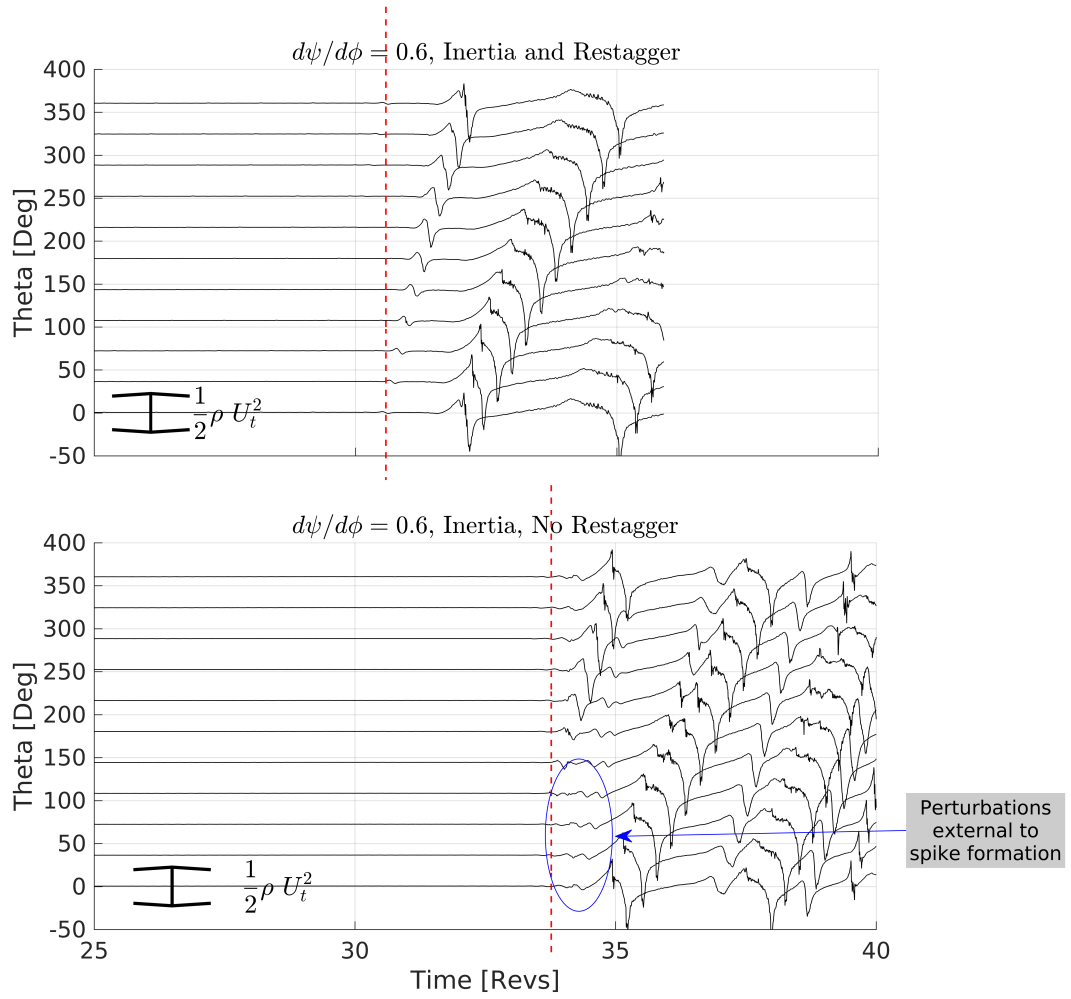 dψ/dϕ = 0.6, Inertia and Restagger
400
350
300
250
200
150
100
50
0
-50
Theta [Deg]
1/2 ρ U_t^2
dψ/dϕ = 0.6, Inertia, No Restagger
400
350
300
250
200
150
100
50
0
-50
Theta [Deg]
1/2 ρ U_t^2
Perturbations
external to
spike formation
25 30 35 40
Time [Revs]